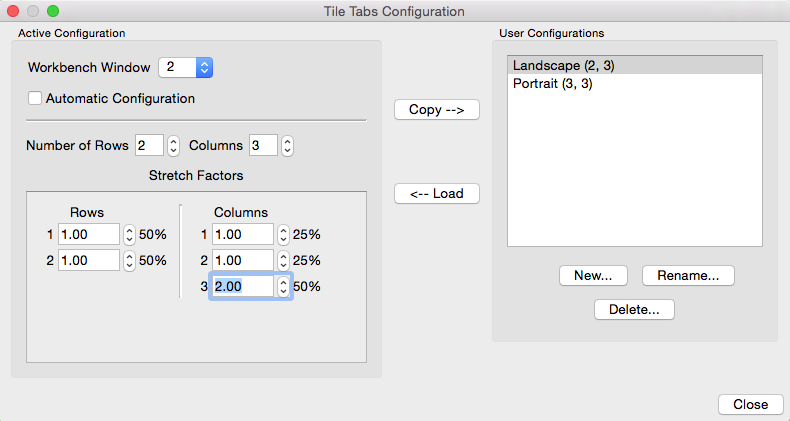 Tile Tabs Configuration
Active Configuration
Workbench Window 2
Automatic Configuration
Number of Rows 2 Columns 3
Stretch Factors
Rows Columns
1 1.00 50% 1 1.00 25%
2 1.00 50% 2 1.00 25%
3 2.00 50%
Copy -->
<-- Load
User Configurations
Landscape (2, 3)
Portrait (3, 3)
New... Rename...
Delete...
Close